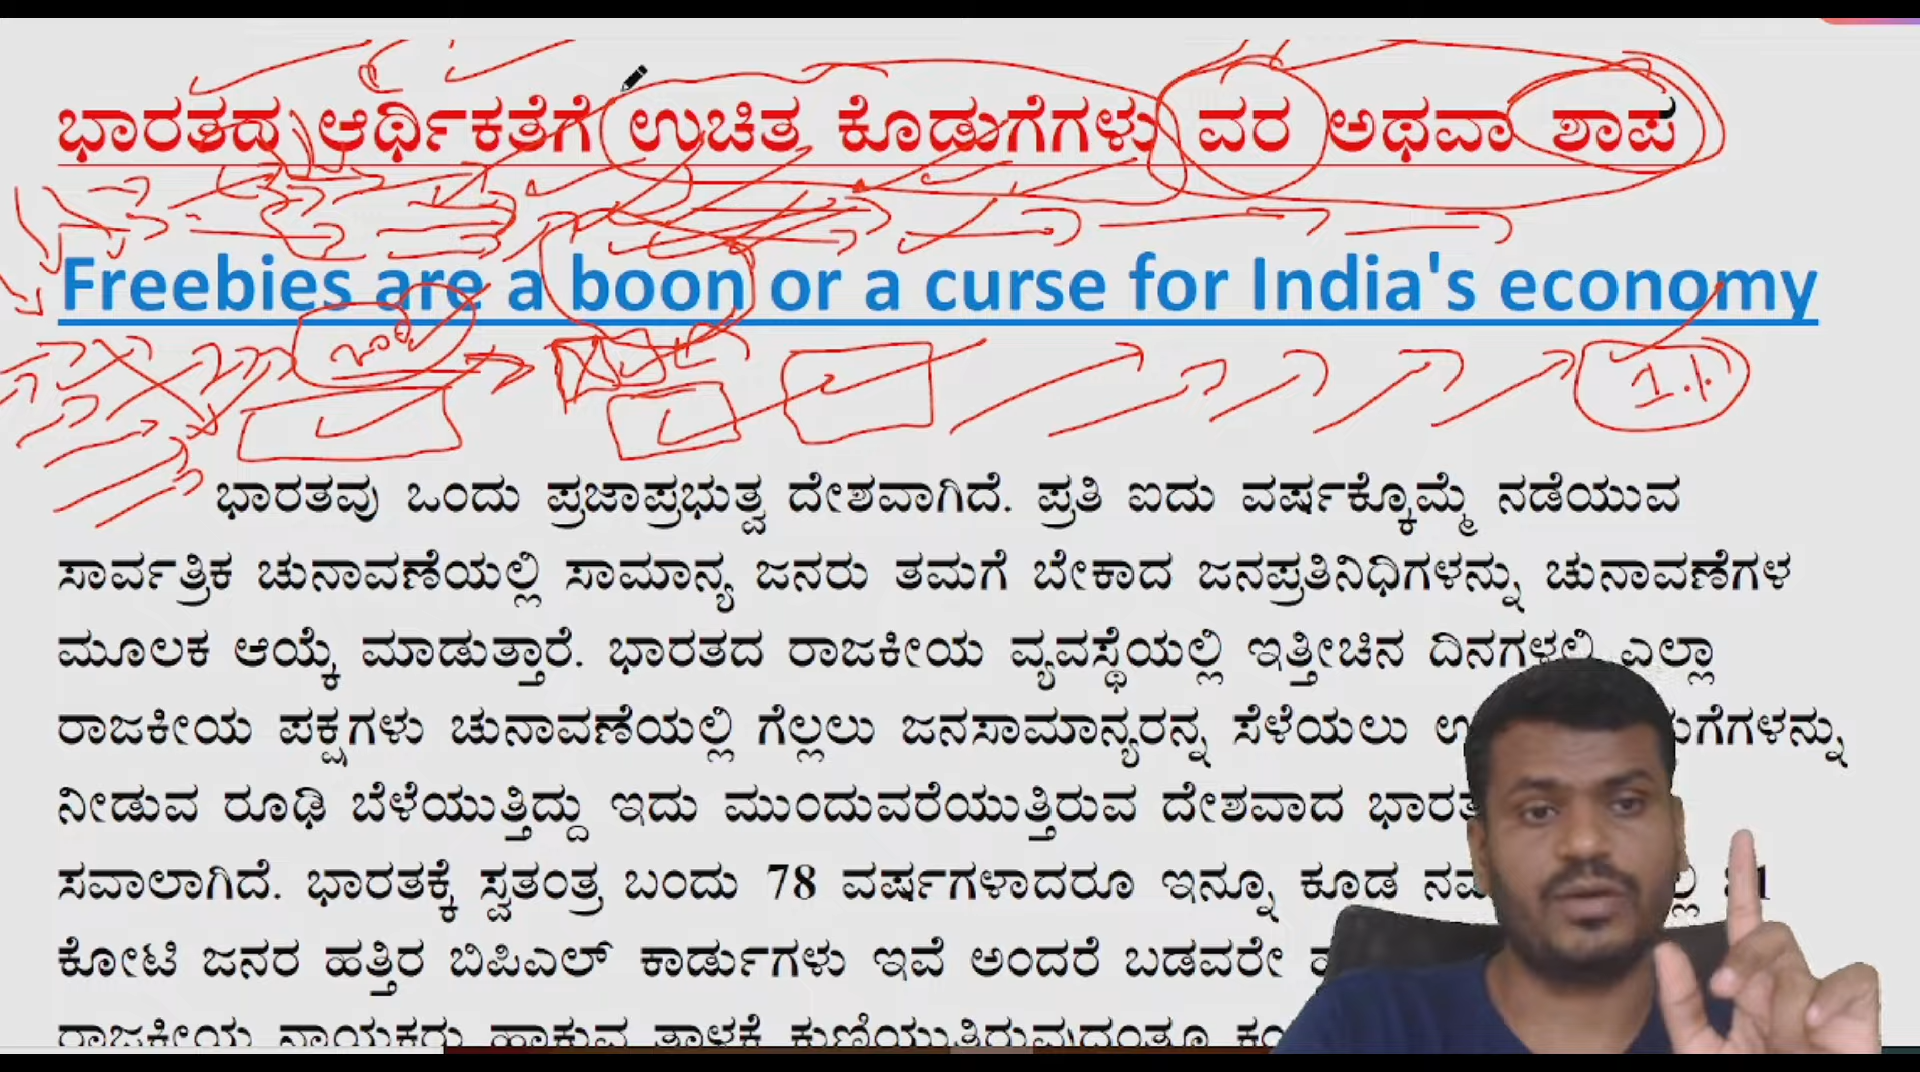 ಭಾರತದ ಆರ್ಥಿಕತೆಗೆ ಉಚಿತ ಕೊಡುಗೆಗಳು ವರ ಅಥವಾ ಶಾಪ
Freebies are a boon or a curse for India's economy
ಭಾರತವು ಒಂದು ಪ್ರಜಾಪ್ರಭುತ್ವ ದೇಶವಾಗಿದೆ. ಪ್ರತಿ ಐದು ವರ್ಷಕ್ಕೊಮ್ಮೆ ನಡೆಯುವ
ಸಾರ್ವತ್ರಿಕ ಚುನಾವಣೆಯಲ್ಲಿ ಸಾಮಾನ್ಯ ಜನರು ತಮಗೆ ಬೇಕಾದ ಜನಪ್ರತಿನಿಧಿಗಳನ್ನು ಚುನಾವಣೆಗಳ
ಮೂಲಕ ಆಯ್ಕೆ ಮಾಡುತ್ತಾರೆ. ಭಾರತದ ರಾಜಕೀಯ ವ್ಯವಸ್ಥೆಯಲ್ಲಿ ಇತ್ತೀಚಿನ ದಿನಗಳಲ್ಲಿ ಎಲ್ಲಾ
ರಾಜಕೀಯ ಪಕ್ಷಗಳು ಚುನಾವಣೆಯಲ್ಲಿ ಗೆಲ್ಲಲು ಜನಸಾಮಾನ್ಯರನ್ನ ಸೆಳೆಯಲು
ನೀಡುವ ರೂಢಿ ಬೆಳೆಯುತ್ತಿದ್ದು ಇದು ಮುಂದುವರೆಯುತ್ತಿರುವ ದೇಶವಾದ
ಸವಾಲಾಗಿದೆ. ಭಾರತಕ್ಕೆ ಸ್ವತಂತ್ರ ಬಂದು 78 ವರ್ಷಗಳಾದರೂ ಇನ್ನೂ ಕೂಡ
ಕೋಟಿ ಜನರ ಹತ್ತಿರ ಬಿಪಿಎಲ್ ಕಾರ್ಡುಗಳು ಇವೆ ಅಂದರೆ ಬಡವರೇ
ರಾಜಕೀಯ ನಾಯಕರು ಹಾಕುವ ತಾಳಕ್ಕೆ ಕುಣಿಯುತ್ತಿರುವುದಂತೂ